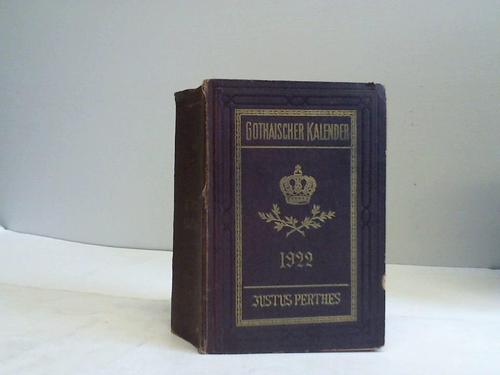 GOTHAISCHER KALENDER
1922
JUSTUS PERTHES